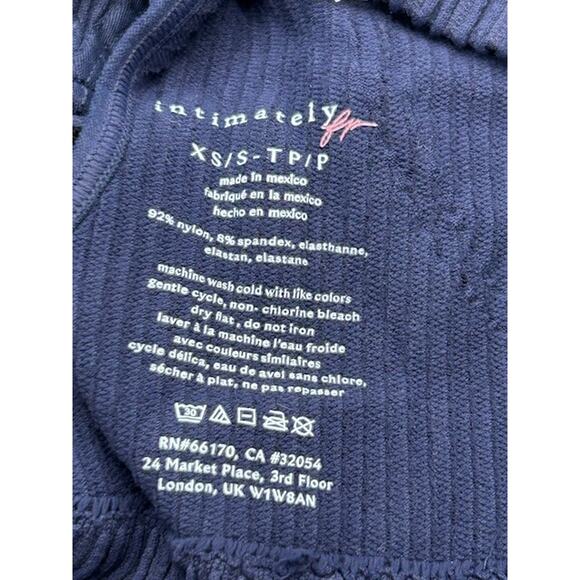 intimately fp
XS/S - TP/P
made in mexico
fabriqué en la mexico
hecho en mexico
92% nylon, 8% spandex, elasthanne,
elastan, elastane
machine wash cold with like colors
gentle cycle, non- chlorine bleach
dry flat, do not iron
laver à la machine l'eau froide
avec couleurs similaires
cycle délica, eau de avel sans chlore,
sécher à plat, ne pas repasser
30
RN#66170, CA #32054
24 Market Place, 3rd Floor
London, UK W1W8AN